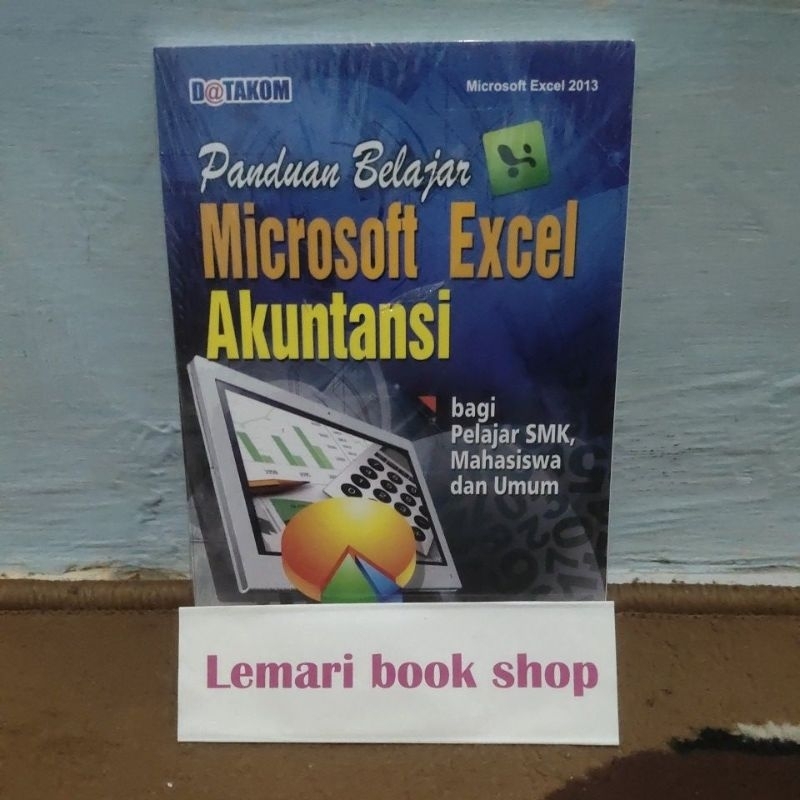 D@TAKOM
Microsoft Excel 2013
Panduan Belajar
Microsoft Excel
Akuntansi
bagi
Pelajar SMK,
Mahasiswa
dan Umum
Lemari book shop